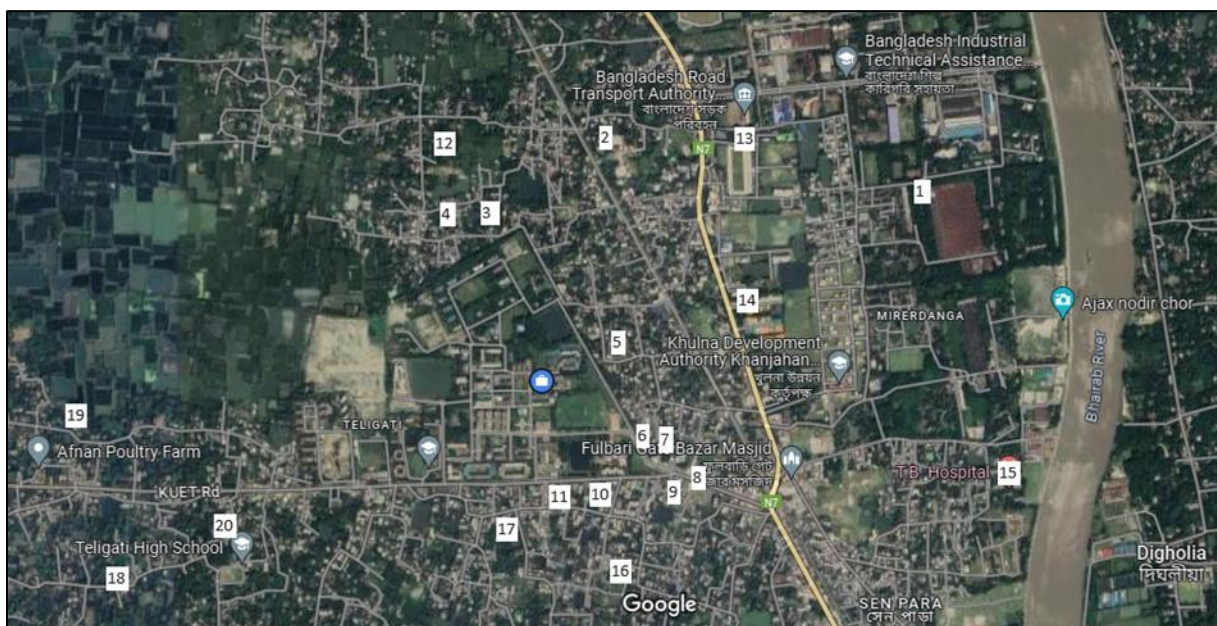 Bangladesh Industrial
Technical Assistance...
বাংলাদেশ শিল্প
কারিগরি সহায়তা
Bangladesh Road
Transport Authority...
বাংলাদেশ সড়ক
পরিবহন
2
12
13
N7
1
4
3
14
Ajax nodir chor
MIRERDANGA
5
Khulna Development
Authority Khanjahan...
খুলনা উন্নয়ন
কর্তৃপক্ষ...
Bhairab River
19
TELIGATI
6
7
Afnan Poultry Farm
Fulbari Gate Bazar Masjid
ফুলবাড়ি গেট
8
T.B. Hospital
15
KUET Rd
11
10
9
N7
20
17
Teligati High School
18
16
Digholia
দিঘলীয়া
Google
SEN PARA
সেন পাড়া